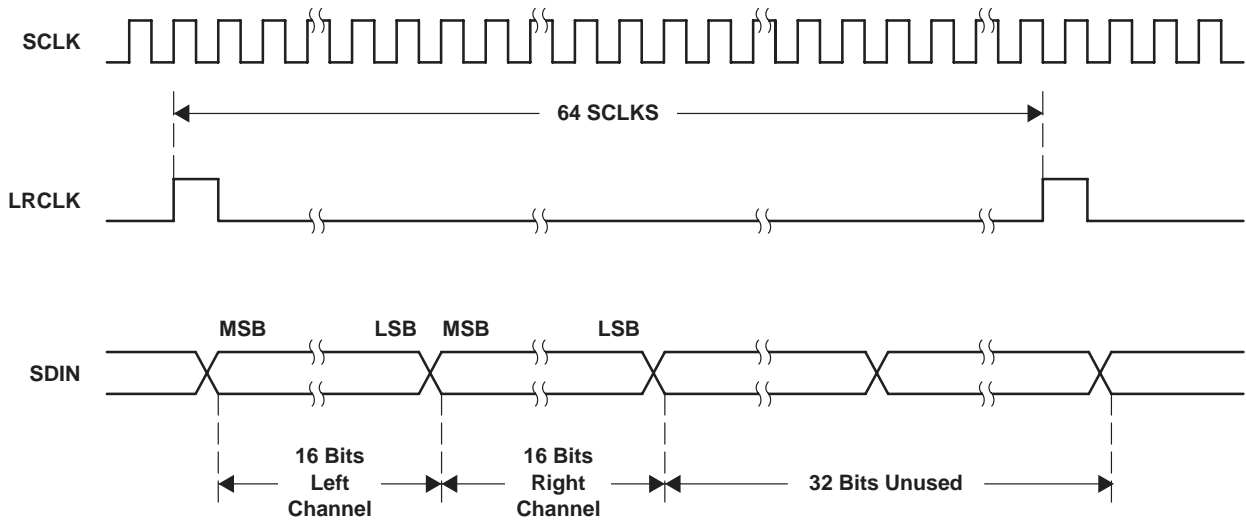 SCLK
64 SCLKS
LRCLK
MSB
LSB
MSB
LSB
SDIN
16 Bits
Left
Channel
16 Bits
Right
Channel
32 Bits Unused